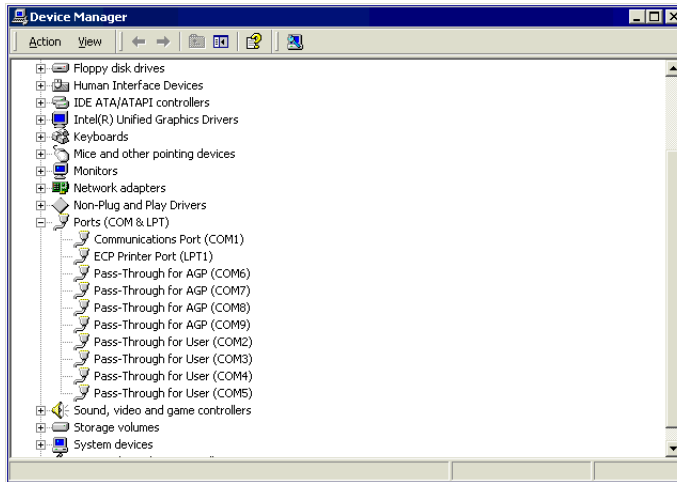 Device Manager
Action View
Floppy disk drives
Human Interface Devices
IDE ATA/ATAPI controllers
Intel(R) Unified Graphics Drivers
Keyboards
Mice and other pointing devices
Monitors
Network adapters
Non-Plug and Play Drivers
Ports (COM & LPT)
Communications Port (COM1)
ECP Printer Port (LPT1)
Pass-Through for AGP (COM6)
Pass-Through for AGP (COM7)
Pass-Through for AGP (COM8)
Pass-Through for AGP (COM9)
Pass-Through for User (COM2)
Pass-Through for User (COM3)
Pass-Through for User (COM4)
Pass-Through for User (COM5)
Sound, video and game controllers
Storage volumes
System devices